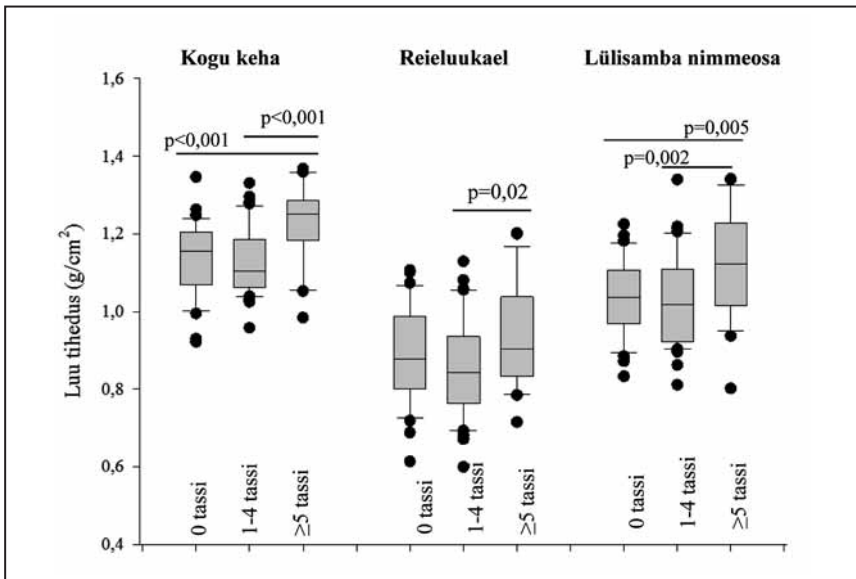 Kogu keha
Reieluukael
Lülisamba nimmeosa
p<0,001
p<0,001
p=0,02
p=0,005
p=0,002
Luu tihedus (g/cm²)
1,6
1,4
1,2
1,0
0,8
0,6
0,4
0 tassi
1-4 tassi
≥5 tassi
0 tassi
1-4 tassi
≥5 tassi
0 tassi
1-4 tassi
≥5 tassi